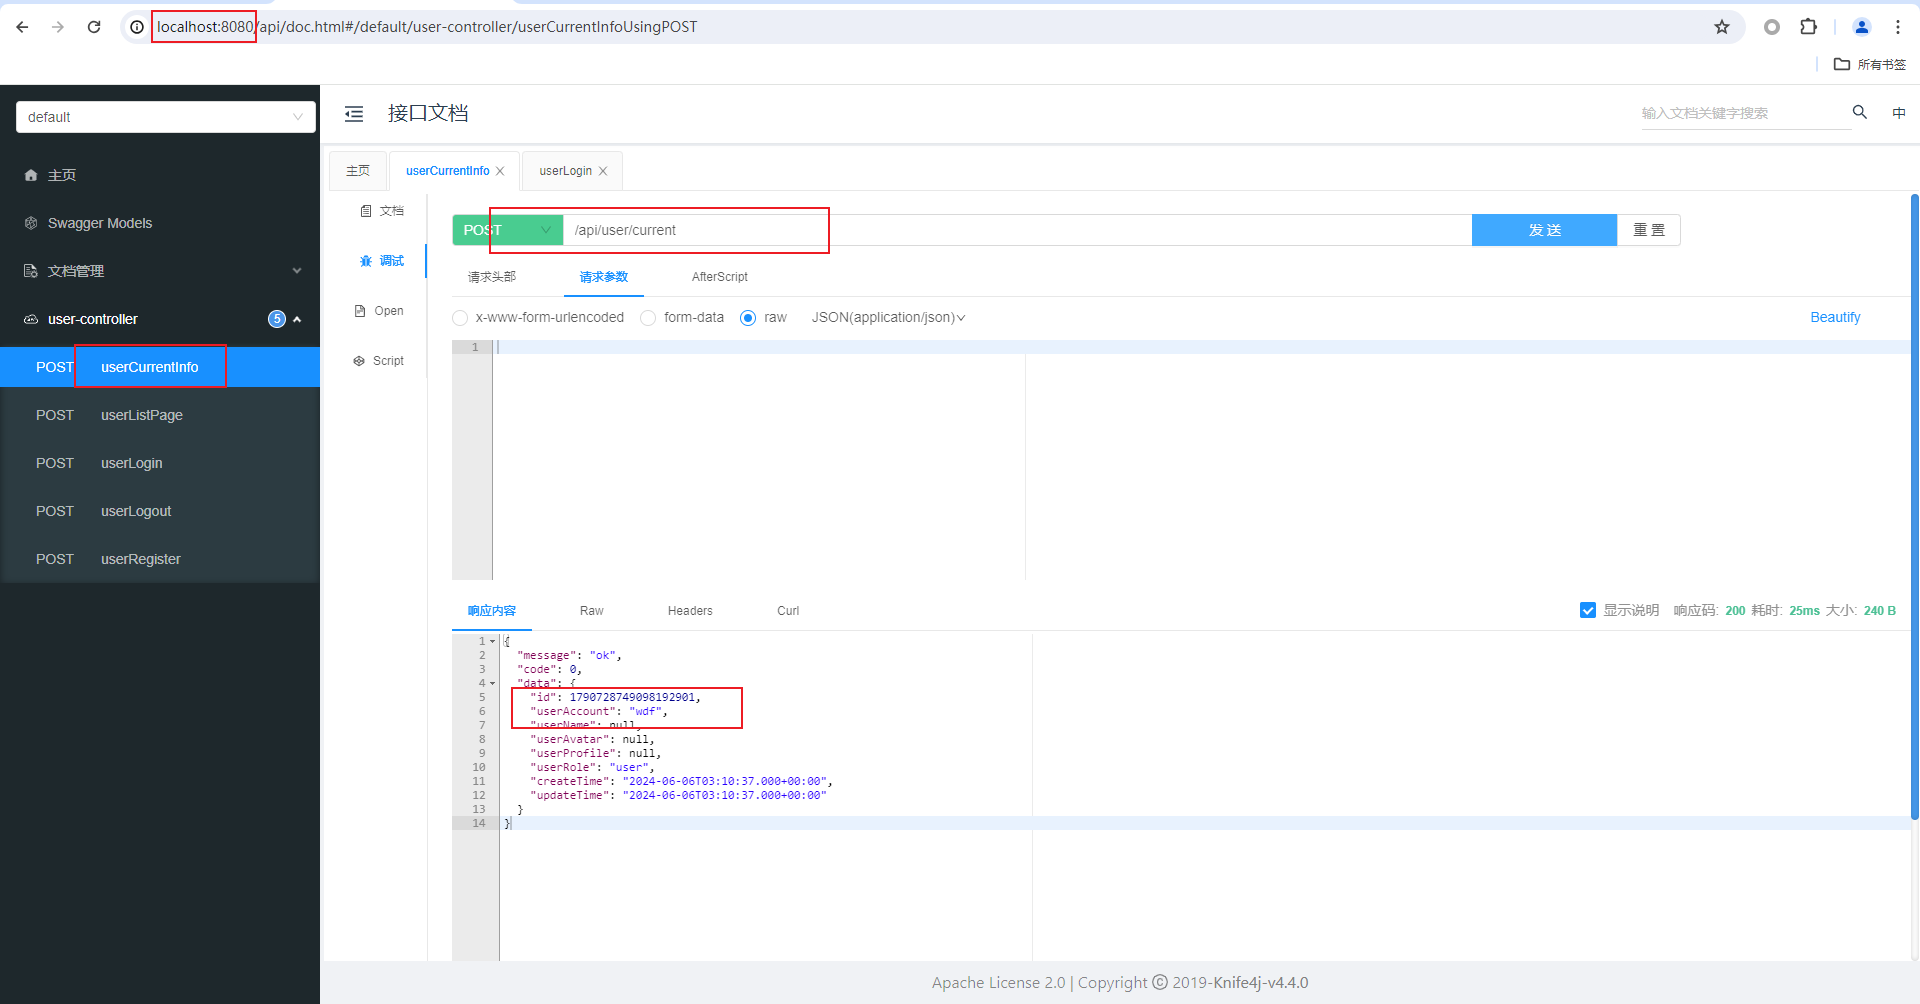 localhost:8080/api/doc.html#/default/user-controller/userCurrentInfoUsingPOST
所有书签
default
接口文档
输入文档关键字搜索
中
主页
Swagger Models
文档管理
user-controller
5
POST userCurrentInfo
POST userListPage
POST userLogin
POST userLogout
POST userRegister
主页
userCurrentInfo
userLogin
文档
调试
Open
Script
POST
/api/user/current
发 送
重 置
请求头部
请求参数
AfterScript
x-www-form-urlencoded
form-data
raw
JSON(application/json)
Beautify
1
响应内容
Raw
Headers
Curl
显示说明 响应码: 200 耗时: 25ms 大小: 240 B
1 {
2 "message": "ok",
3 "code": 0,
4 "data": {
5 "id": 1790728749098192901,
6 "userAccount": "wdf",
7 "userName": null,
8 "userAvatar": null,
9 "userProfile": null,
10 "userRole": "user",
11 "createTime": "2024-06-06T03:10:37.000+00:00",
12 "updateTime": "2024-06-06T03:10:37.000+00:00"
13 }
14 }
Apache License 2.0 | Copyright © 2019-Knife4j-v4.4.0